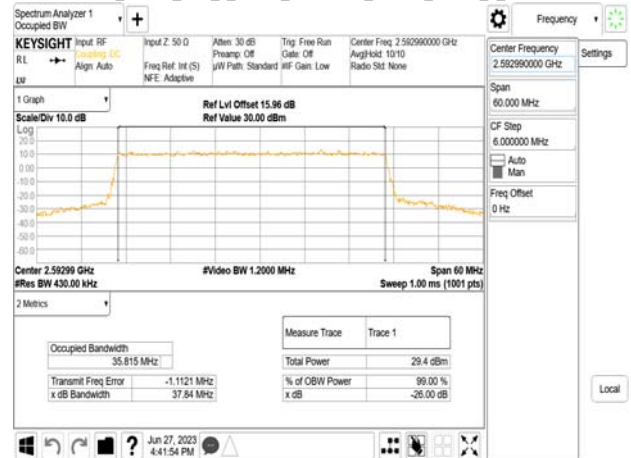 Spectrum Analyzer 1
Occupied BW
+
Frequency
KEYSIGHT
RL
Input: RF
Coupling: DC
Align: Auto
Input Z: 50 Ω
Freq Ref: Int (S)
NFE: Adaptive
Atten: 30 dB
Preamp: Off
µW Path: Standard
Trig: Free Run
Gate: Off
#IF Gain: Low
Center Freq: 2.592990000 GHz
Avg|Hold: 10/10
Radio Std: None
Center Frequency
2.592990000 GHz
Settings
Span
60.000 MHz
CF Step
6.000000 MHz
Auto
Man
Freq Offset
0 Hz
1 Graph
Scale/Div 10.0 dB
Ref Lvl Offset 15.96 dB
Ref Value 30.00 dBm
Log
20.0
10.0
0.00
-10.0
-20.0
-30.0
-40.0
-50.0
-60.0
Center 2.59299 GHz
#Res BW 430.00 kHz
#Video BW 1.2000 MHz
Span 60 MHz
Sweep 1.00 ms (1001 pts)
2 Metrics
Measure Trace Trace 1
Occupied Bandwidth
35.815 MHz
Total Power 29.4 dBm
Transmit Freq Error -1.1121 MHz
% of OBW Power 99.00 %
x dB Bandwidth 37.84 MHz
x dB -26.00 dB
Local
?
Jun 27, 2023
4:41:54 PM